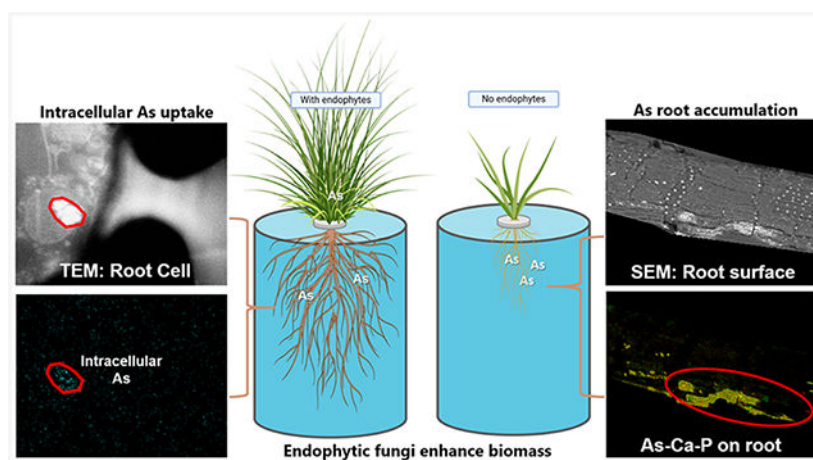 Intracellular As uptake
With endophytes
No endophytes
As root accumulation
As
TEM: Root Cell
As
As
As
As
As
SEM: Root surface
Intracellular
As
Endophytic fungi enhance biomass
As-Ca-P on root